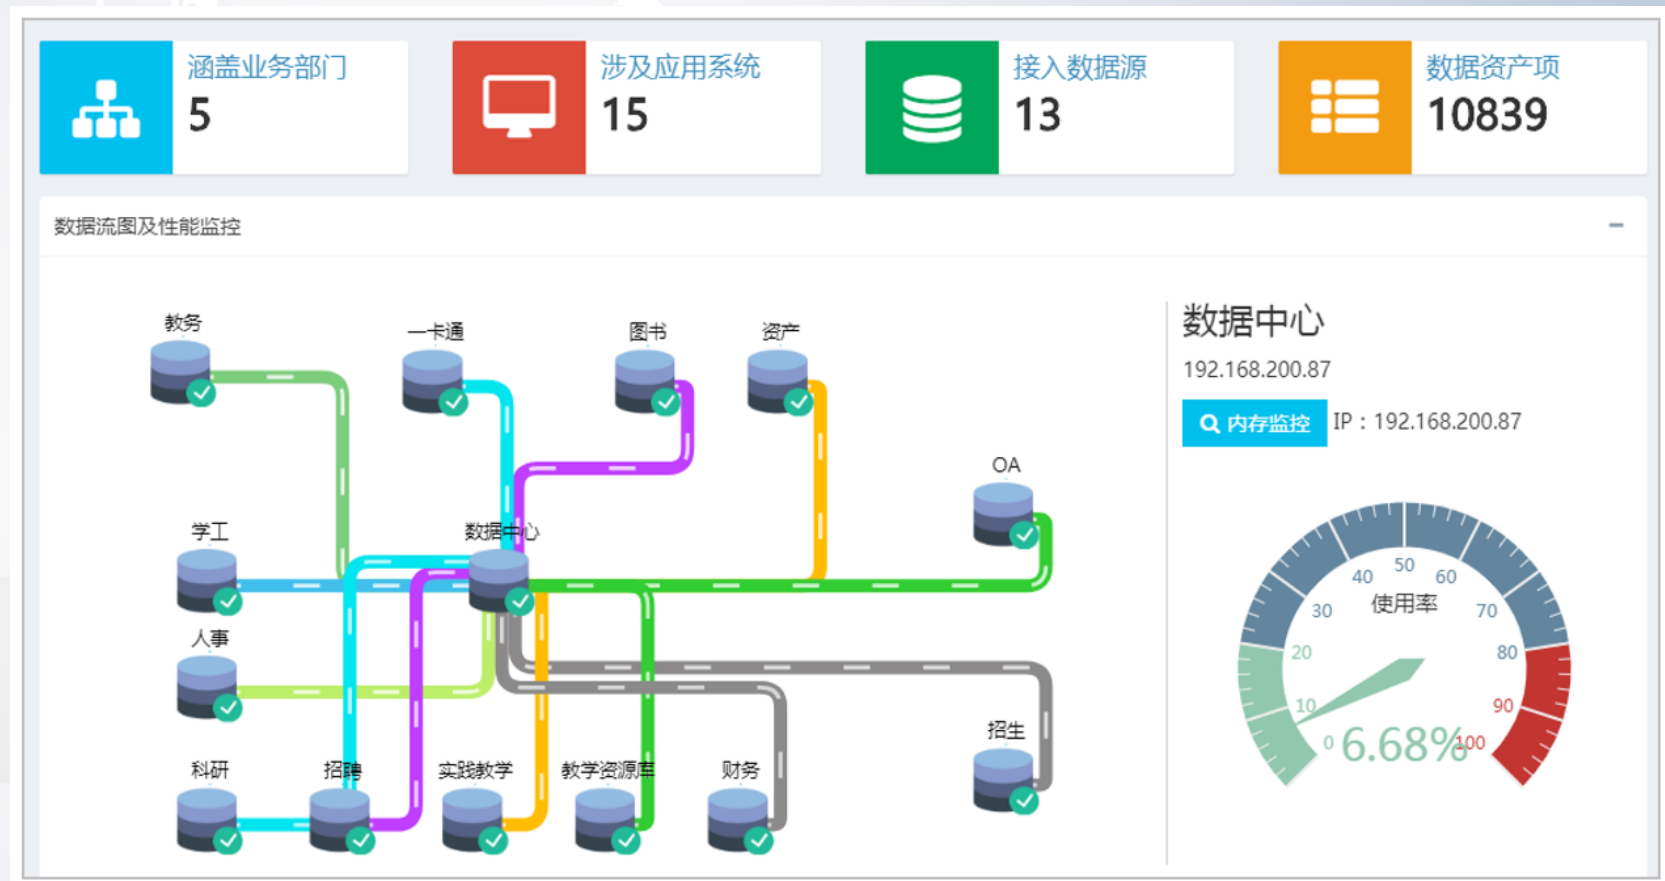 涵盖业务部门
5
涉及应用系统
15
接入数据源
13
数据资产项
10839
数据流图及性能监控
教务
一卡通
图书
资产
OA
学工
数据中心
人事
科研
招聘
实践教学
教学资源库
财务
招生
数据中心
192.168.200.87
内存监控
IP：192.168.200.87
0
10
20
30
40
50
60
70
80
90
100
使用率
6.68%